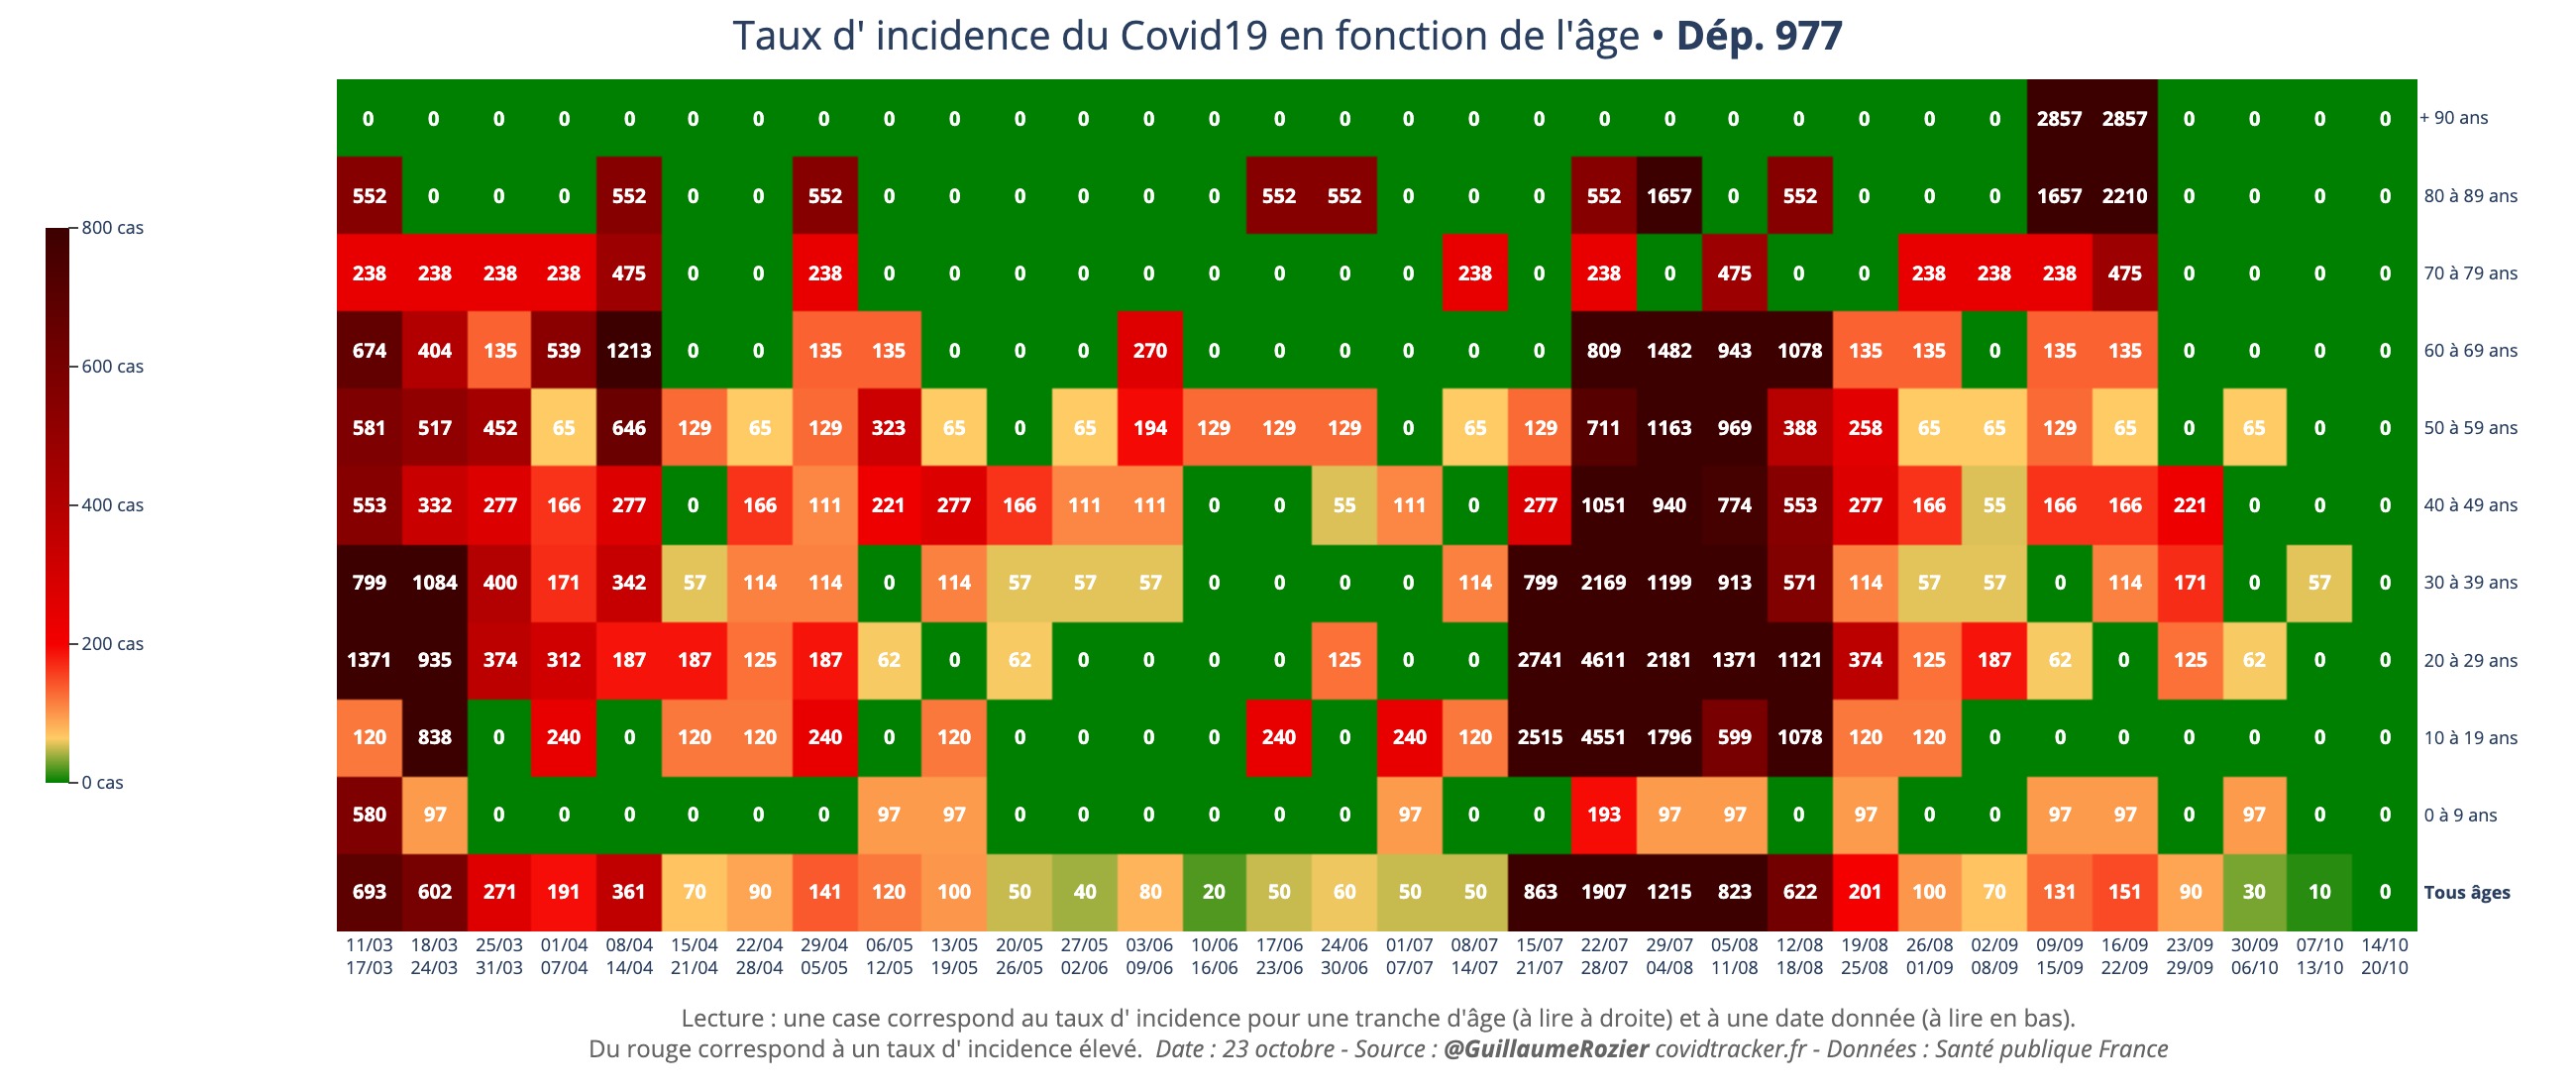 Taux d' incidence du Covid19 en fonction de l'âge • Dép. 977
0 0 0 0 0 0 0 0 0 0 0 0 0 0 0 0 0 0 0 0 0 0 0 0 0 0 2857 2857 0 0 0 0 + 90 ans
552 0 0 0 552 0 0 552 0 0 0 0 0 0 552 552 0 0 0 552 1657 0 552 0 0 0 1657 2210 0 0 0 0 80 à 89 ans
800 cas
238 238 238 238 475 0 0 238 0 0 0 0 0 0 0 0 0 238 0 238 0 475 0 0 238 238 238 475 0 0 0 0 70 à 79 ans
674 404 135 539 1213 0 0 135 135 0 0 0 270 0 0 0 0 0 0 809 1482 943 1078 135 135 0 135 135 0 0 0 0 60 à 69 ans
600 cas
581 517 452 65 646 129 65 129 323 65 0 65 194 129 129 129 0 65 129 711 1163 969 388 258 65 65 129 65 0 65 0 0 50 à 59 ans
400 cas
553 332 277 166 277 0 166 111 221 277 166 111 111 0 0 55 111 0 277 1051 940 774 553 277 166 55 166 166 221 0 0 0 40 à 49 ans
799 1084 400 171 342 57 114 114 0 114 57 57 57 0 0 0 0 114 799 2169 1199 913 571 114 57 57 0 114 171 0 57 0 30 à 39 ans
200 cas
1371 935 374 312 187 187 125 187 62 0 62 0 0 0 0 125 0 0 2741 4611 2181 1371 1121 374 125 187 62 0 125 62 0 0 20 à 29 ans
120 838 0 240 0 120 120 240 0 120 0 0 0 0 240 0 240 120 2515 4551 1796 599 1078 120 120 0 0 0 0 0 0 0 10 à 19 ans
0 cas
580 97 0 0 0 0 0 0 97 97 0 0 0 0 0 0 97 0 0 193 97 97 0 97 0 0 97 97 0 97 0 0 0 à 9 ans
693 602 271 191 361 70 90 141 120 100 50 40 80 20 50 60 50 50 863 1907 1215 823 622 201 100 70 131 151 90 30 10 0 Tous âges
11/03 18/03 25/03 01/04 08/04 15/04 22/04 29/04 06/05 13/05 20/05 27/05 03/06 10/06 17/06 24/06 01/07 08/07 15/07 22/07 29/07 05/08 12/08 19/08 26/08 02/09 09/09 16/09 23/09 30/09 07/10 14/10
17/03 24/03 31/03 07/04 14/04 21/04 28/04 05/05 12/05 19/05 26/05 02/06 09/06 16/06 23/06 30/06 07/07 14/07 21/07 28/07 04/08 11/08 18/08 25/08 01/09 08/09 15/09 22/09 29/09 06/10 13/10 20/10
Lecture : une case correspond au taux d' incidence pour une tranche d'âge (à lire à droite) et à une date donnée (à lire en bas).
Du rouge correspond à un taux d' incidence élevé. Date : 23 octobre - Source : @GuillaumeRozier covidtracker.fr - Données : Santé publique France